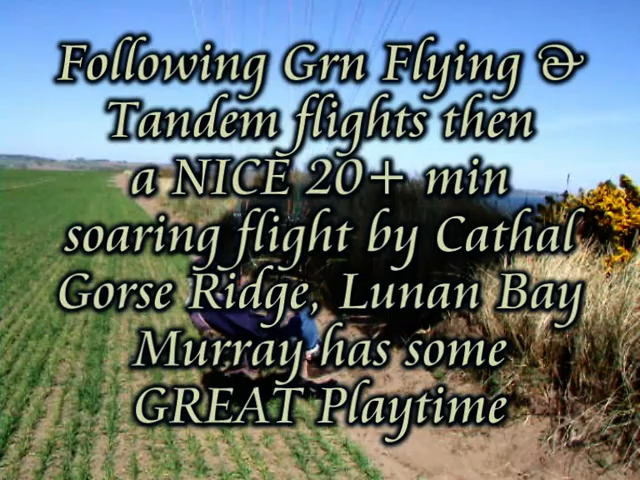 Following Grn Flying &
Tandem flights then
a NICE 20+ min
soaring flight by Cathal
Gorse Ridge, Lunan Bay
Murray has some
GREAT Playtime